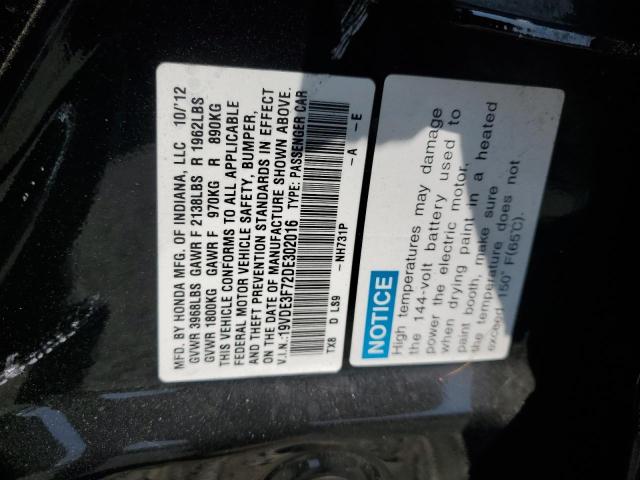 MFD. BY HONDA MFG. OF INDIANA, LLC 10/'12
GVWR 3968LBS GAWR F 2138LBS R 1962LBS
GVWR 1800KG GAWR F 970KG R 890KG
THIS VEHICLE CONFORMS TO ALL APPLICABLE
FEDERAL MOTOR VEHICLE SAFETY, BUMPER,
AND THEFT PREVENTION STANDARDS IN EFFECT
ON THE DATE OF MANUFACTURE SHOWN ABOVE.
V.I.N.:19VDE3F72DE302016 TYPE: PASSENGER CAR
TX8 D LS9 -NH731P -A -E
NOTICE
High temperatures may damage
the 144-volt battery used to
power the electric motor,
when drying paint in a heated
paint booth, make sure
the temperature does not
exceed 150° F(65℃).